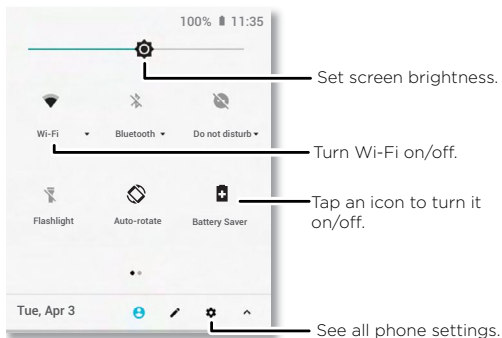 100% 11:35
Set screen brightness.
Wi-Fi Bluetooth Do not disturb
Turn Wi-Fi on/off.
Flashlight Auto-rotate Battery Saver
Tap an icon to turn it
on/off.
Tue, Apr 3
See all phone settings.